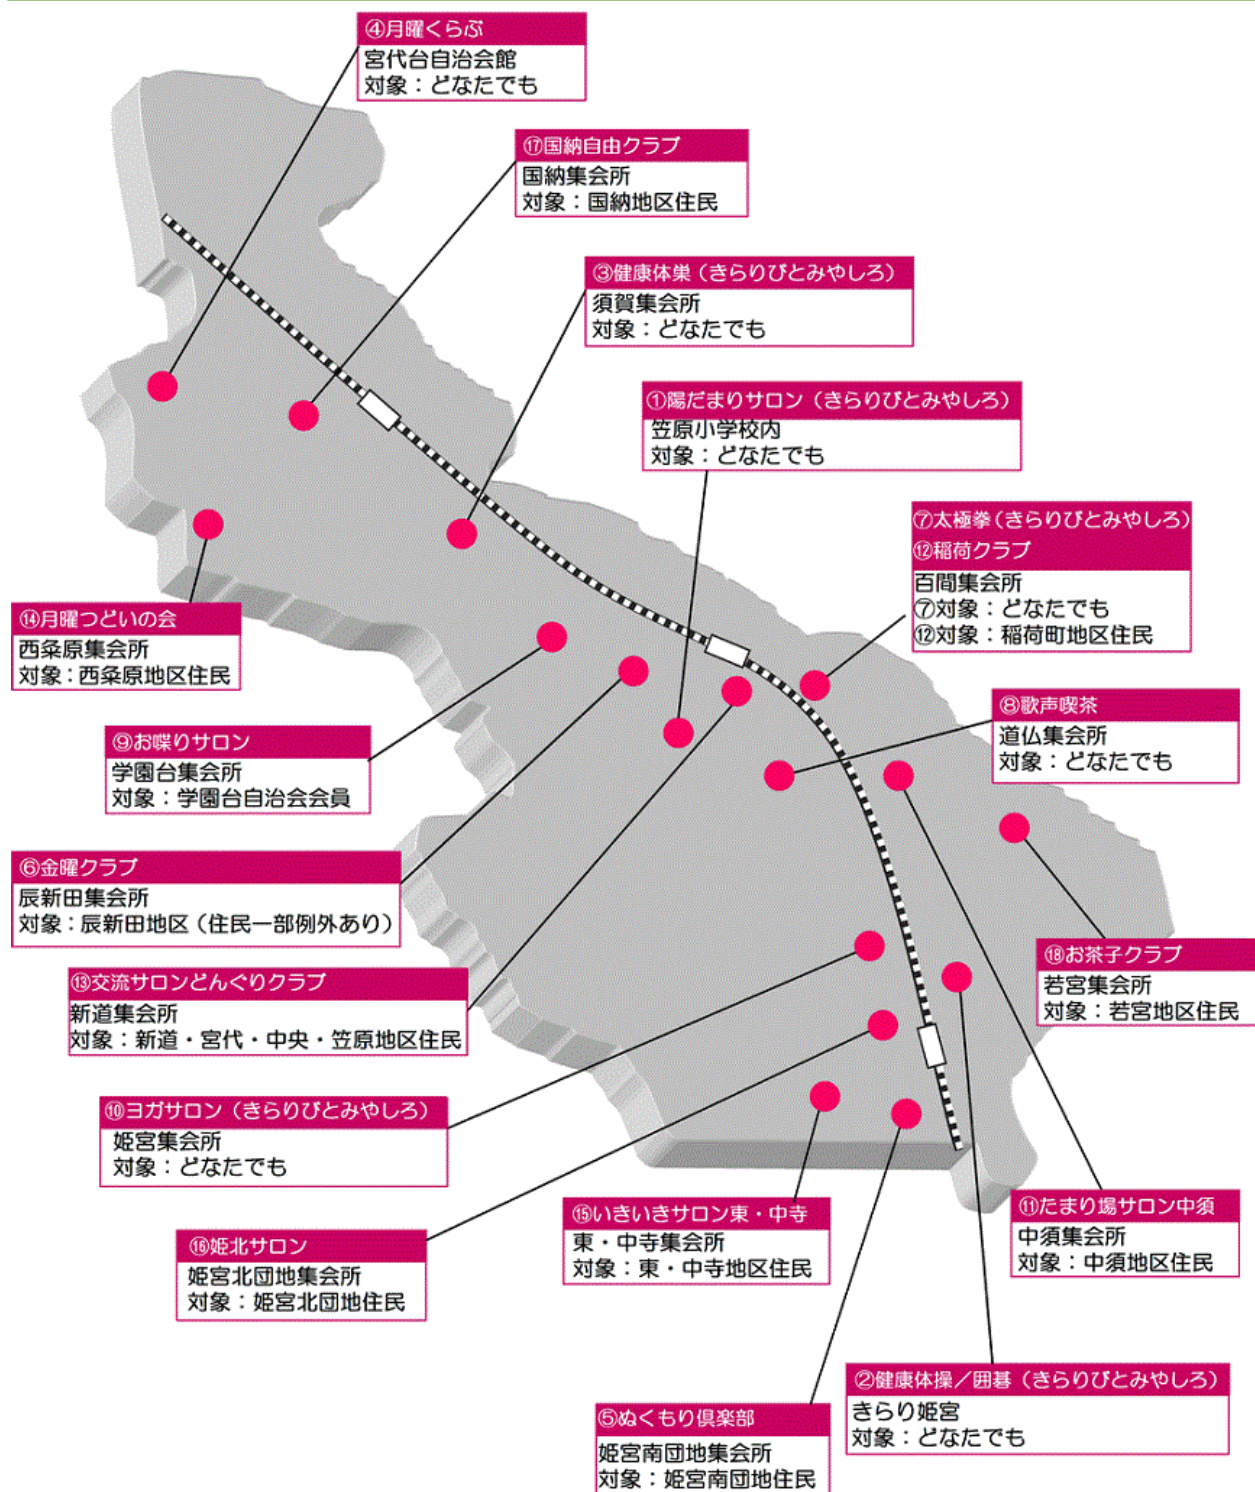 ④月曜くらぶ
宮代台自治会館
対象：どなたでも
⑰国納自由クラブ
国納集会所
対象：国納地区住民
③健康体巣（きらりびとみやしろ）
須賀集会所
対象：どなたでも
①陽だまりサロン（きらりびとみやしろ）
笠原小学校内
対象：どなたでも
⑦太極拳（きらりびとみやしろ）
⑫稲荷クラブ
百間集会所
⑦対象：どなたでも
⑫対象：稲荷町地区住民
⑭月曜つどいの会
西粂原集会所
対象：西粂原地区住民
⑧歌声喫茶
道仏集会所
対象：どなたでも
⑨お喋りサロン
学園台集会所
対象：学園台自治会会員
⑥金曜クラブ
辰新田集会所
対象：辰新田地区（住民一部例外あり）
⑱お茶子クラブ
若宮集会所
対象：若宮地区住民
⑬交流サロンどんぐりクラブ
新道集会所
対象：新道・宮代・中央・笠原地区住民
⑩ヨガサロン（きらりびとみやしろ）
姫宮集会所
対象：どなたでも
⑮いきいきサロン東・中寺
東・中寺集会所
対象：東・中寺地区住民
⑪たまり場サロン中須
中須集会所
対象：中須地区住民
⑯姫北サロン
姫宮北団地集会所
対象：姫宮北団地住民
②健康体操／囲碁（きらりびとみやしろ）
きらり姫宮
対象：どなたでも
⑤ぬくもり倶楽部
姫宮南団地集会所
対象：姫宮南団地住民